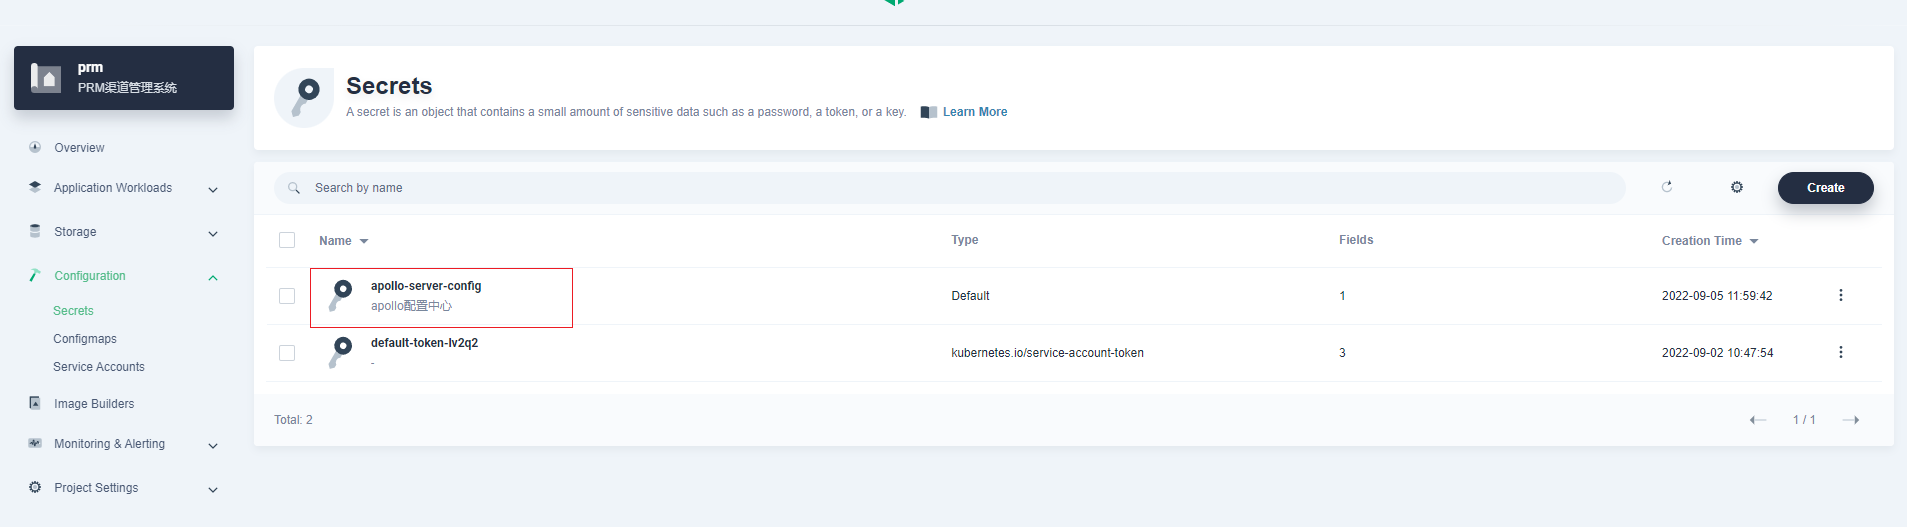 prm
PRM渠道管理系统
Overview
Application Workloads
Storage
Configuration
Secrets
Configmaps
Service Accounts
Image Builders
Monitoring & Alerting
Project Settings
Secrets
A secret is an object that contains a small amount of sensitive data such as a password, a token, or a key. Learn More
Search by name
Create
Name Type Fields Creation Time
apollo-server-config
apollo配置中心
Default 1 2022-09-05 11:59:42
default-token-lv2q2
-
kubernetes.io/service-account-token 3 2022-09-02 10:47:54
Total: 2
1 / 1